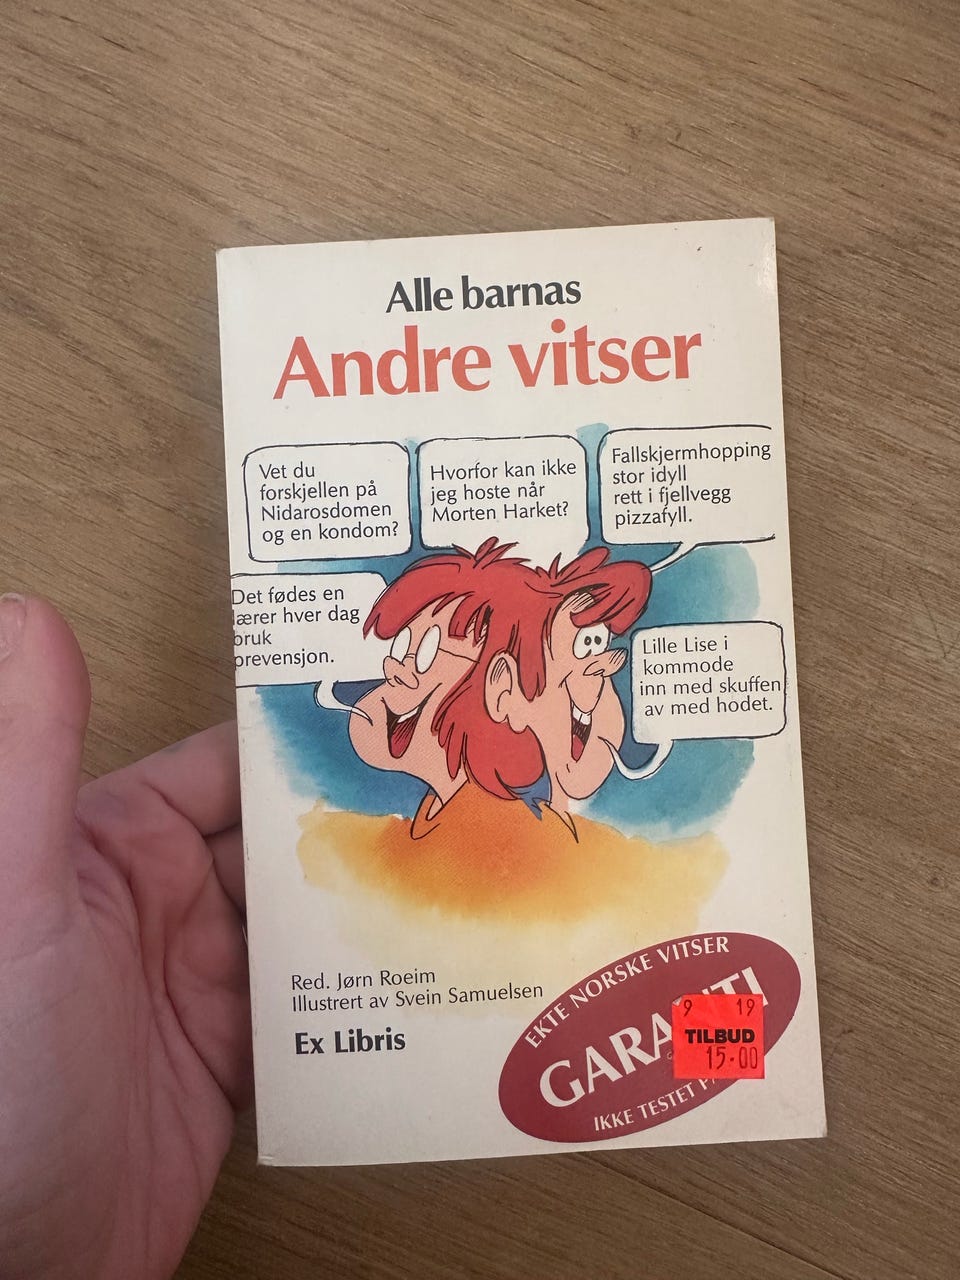 Alle barnas
Andre vitser
Vet du
forskjellen på
Nidarosdomen
og en kondom?
Hvorfor kan ikke
jeg hoste når
Morten Harket?
Fallskjermhopping
stor idyll
rett i fjellvegg
pizzafyll.
Det fødes en
lærer hver dag
bruk
prevensjon.
Lille Lise i
kommode
inn med skuffen
av med hodet.
Red. Jørn Roeim
Illustrert av Svein Samuelsen
Ex Libris
EKTE NORSKE VITSER
IKKE TESTET
9 19
TILBUD
15-00